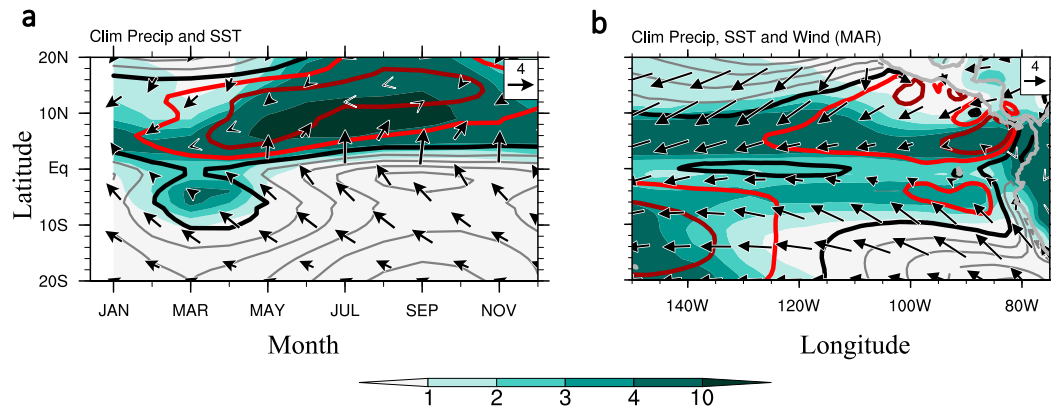 a
Clim Precip and SST
4
20N
10N
Eq
10S
20S
Latitude
JAN MAR MAY JUL SEP NOV
Month
b
Clim Precip, SST and Wind (MAR)
4
140W 120W 100W 80W
Longitude
1 2 3 4 10